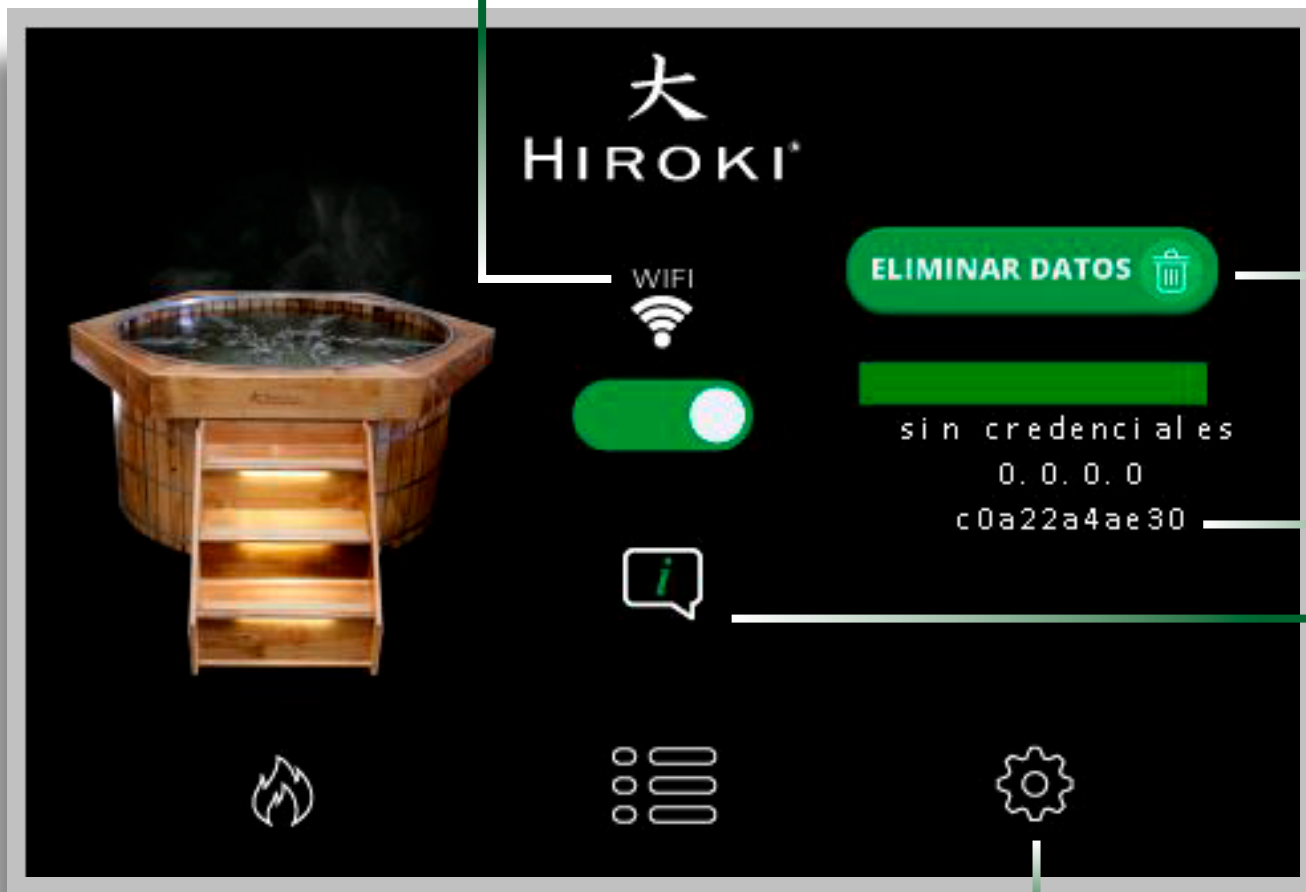 大
HIROKI®
WIFI
ELIMINAR DATOS
i
sin credenciales
0.0.0.0
c0a22a4ae30